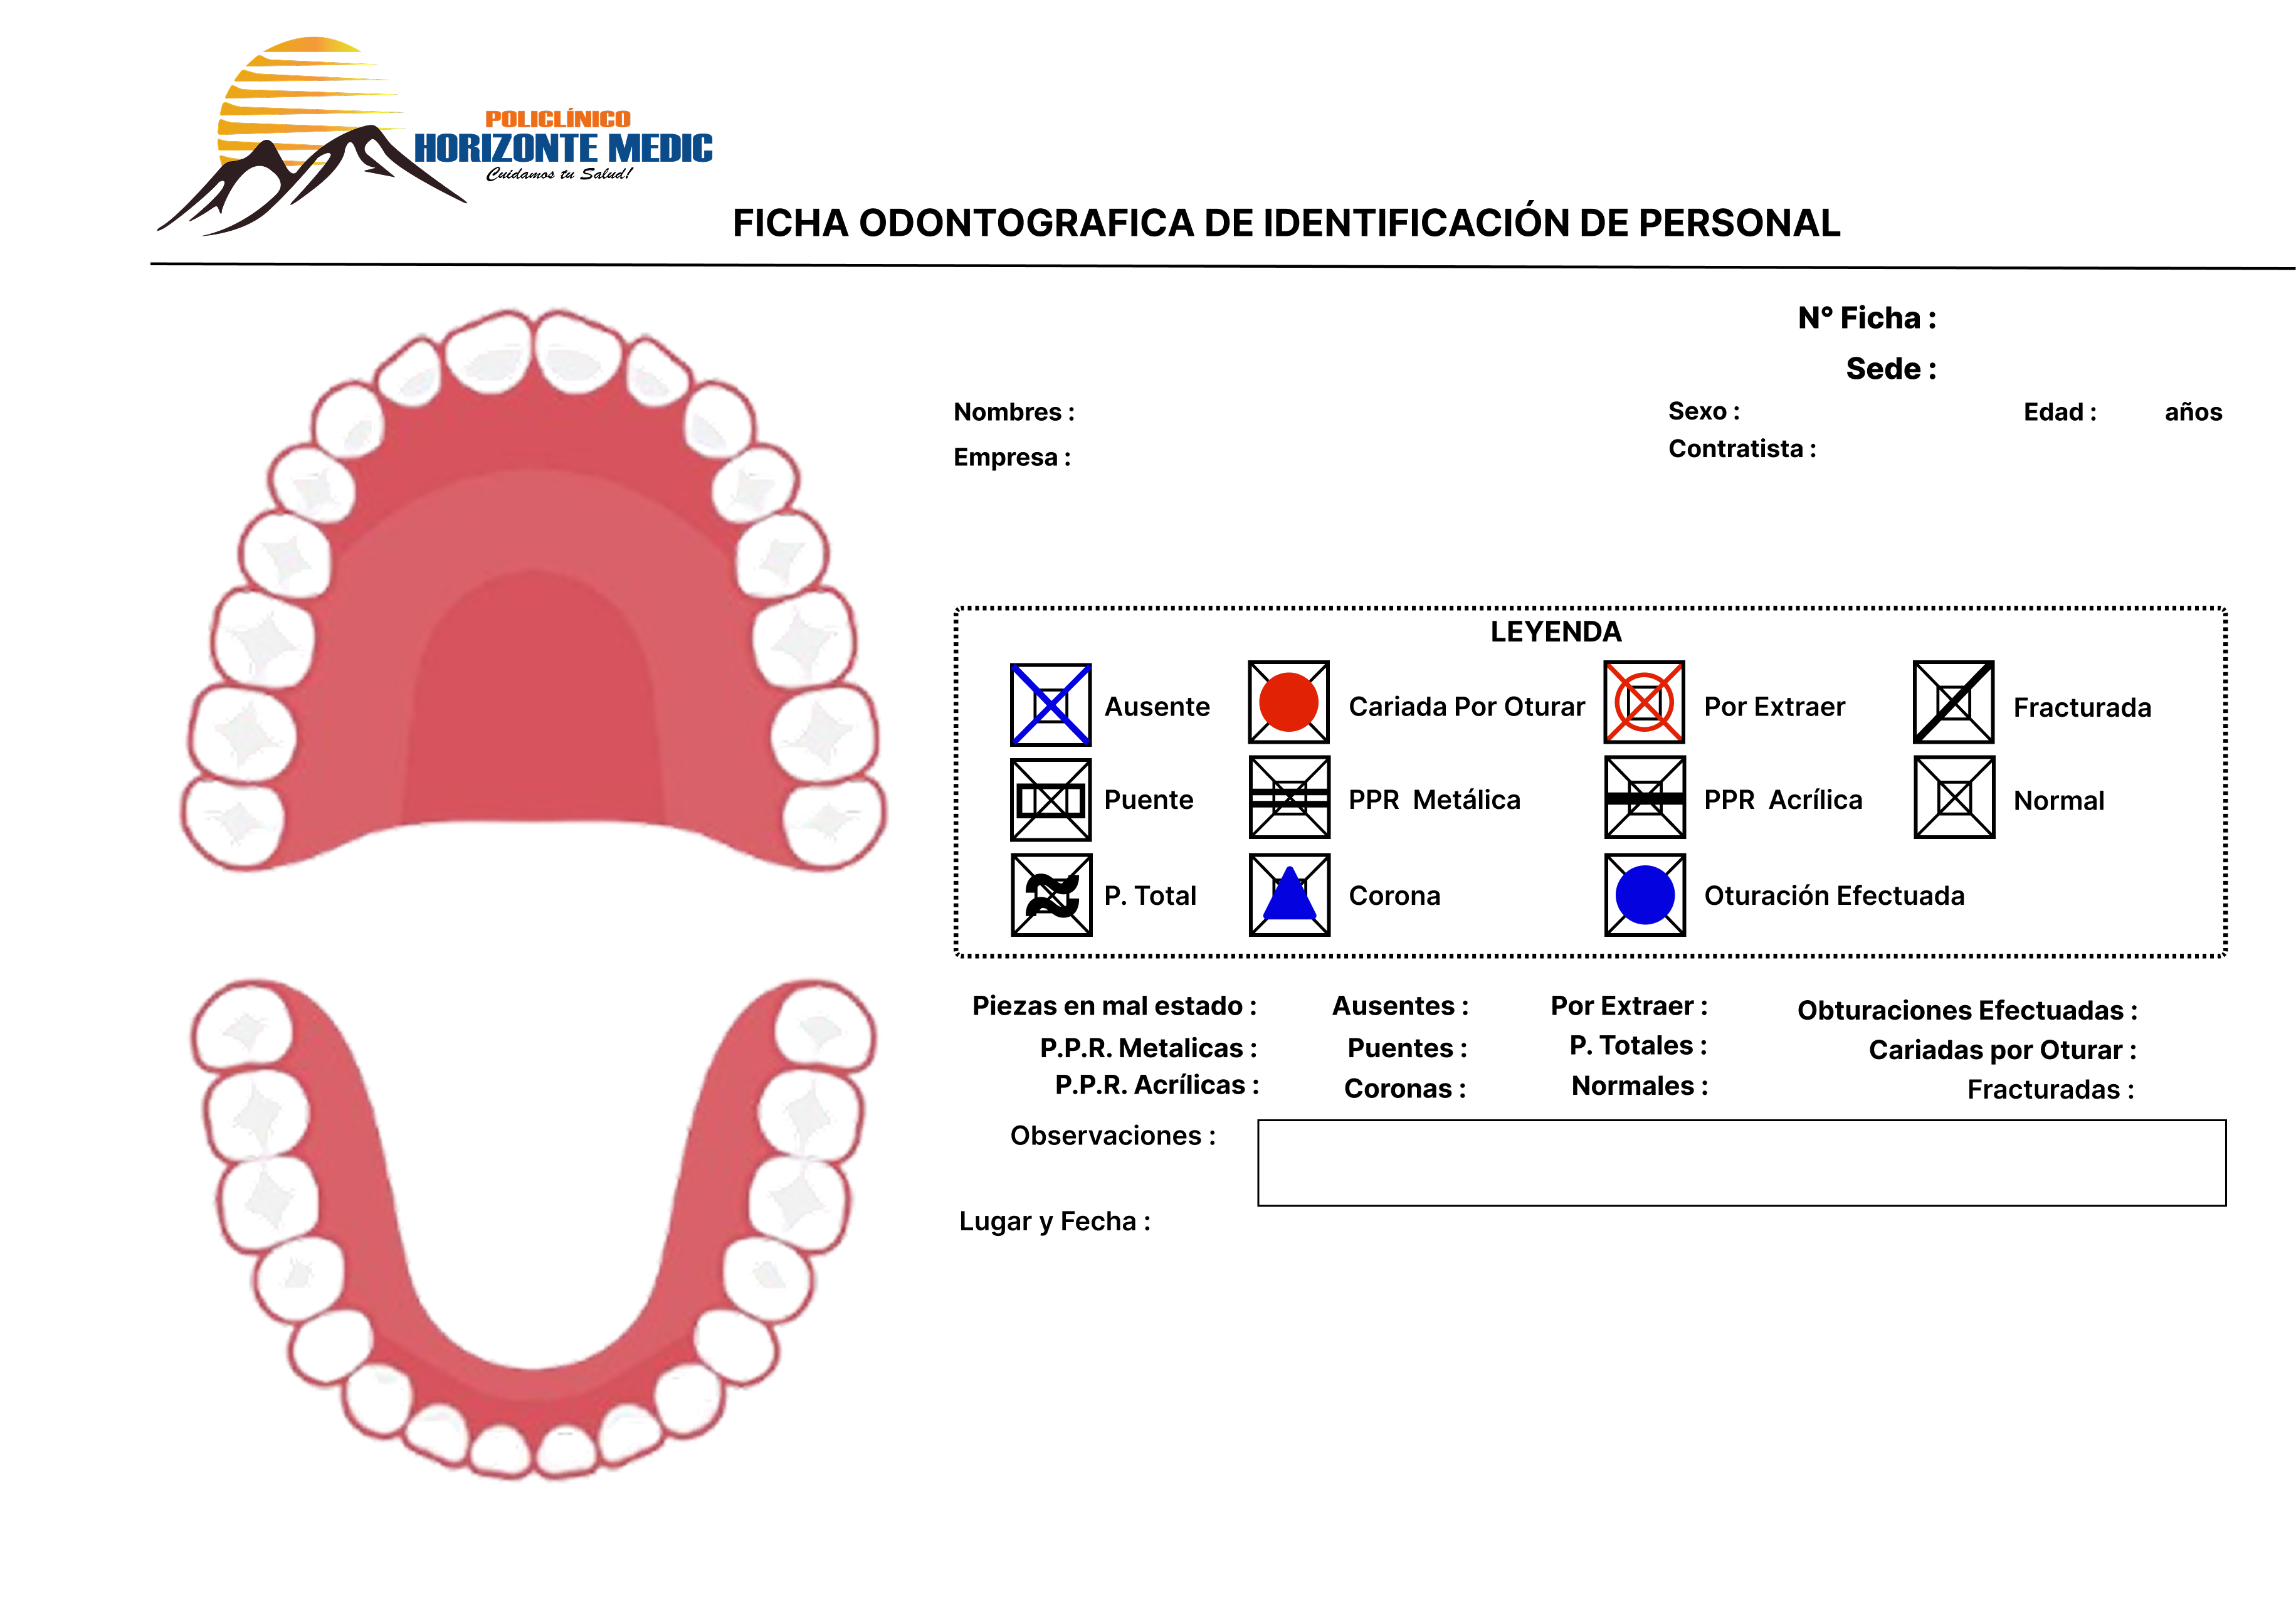 POLICLÍNICO
HORIZONTE MEDIC
Cuidamos tu Salud!
FICHA ODONTOGRAFICA DE IDENTIFICACIÓN DE PERSONAL
N° Ficha :
Sede :
Nombres : Sexo : Edad : años
Empresa : Contratista :
LEYENDA
Ausente Cariada Por Oturar Por Extraer Fracturada
Puente PPR Metálica PPR Acrílica Normal
P. Total Corona Oturación Efectuada
Piezas en mal estado : Ausentes : Por Extraer : Obturaciones Efectuadas :
P.P.R. Metalicas : Puentes : P. Totales : Cariadas por Oturar :
P.P.R. Acrílicas : Coronas : Normales : Fracturadas :
Observaciones :
Lugar y Fecha :